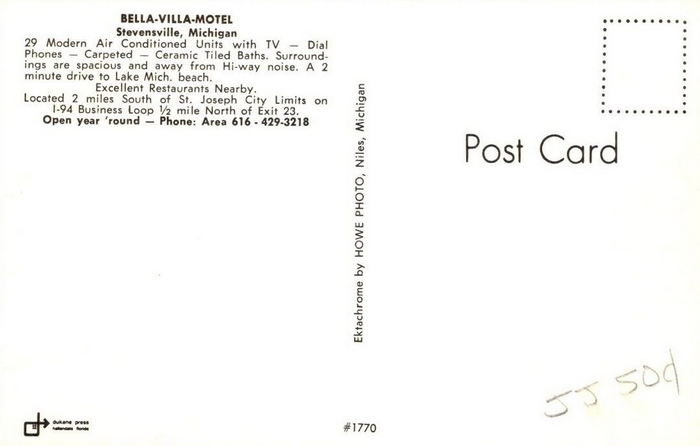 BELLA-VILLA-MOTEL
Stevensville, Michigan
29 Modern Air Conditioned Units with TV — Dial
Phones — Carpeted — Ceramic Tiled Baths. Surround-
ings are spacious and away from Hi-way noise. A 2
minute drive to Lake Mich. beach.
Excellent Restaurants Nearby.
Located 2 miles South of St. Joseph City Limits on
I-94 Business Loop ½ mile North of Exit 23.
Open year 'round — Phone: Area 616 - 429-3218
Ektachrome by HOWE PHOTO, Niles, Michigan
Post Card
JJ 50¢
dukane press
hallandale florida
#1770